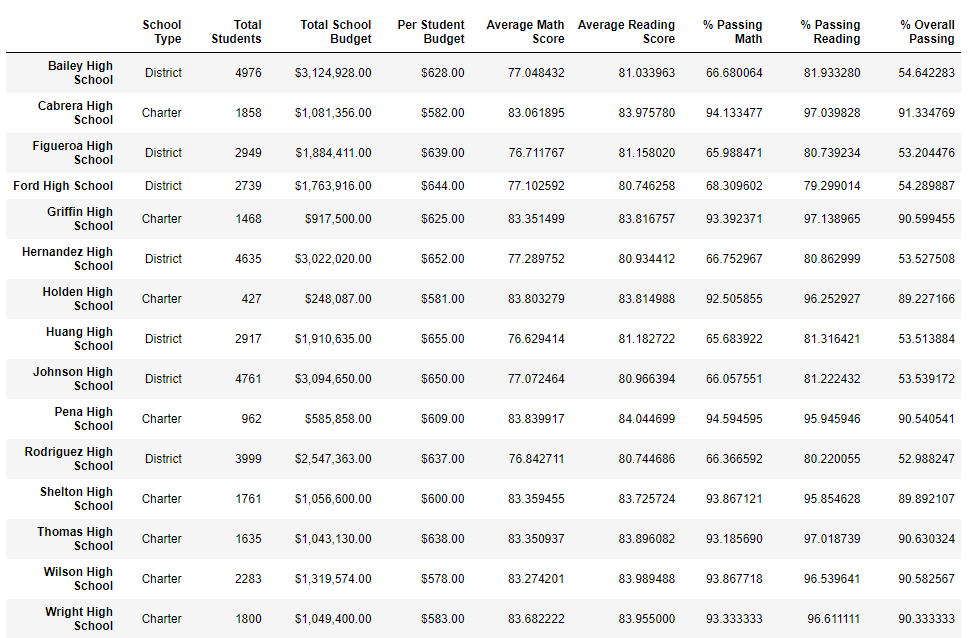 School Type Total Students Total School Budget Per Student Budget Average Math Score Average Reading Score % Passing Math % Passing Reading % Overall Passing
Bailey High School District 4976 $3,124,928.00 $628.00 77.048432 81.033963 66.680064 81.933280 54.642283
Cabrera High School Charter 1858 $1,081,356.00 $582.00 83.061895 83.975780 94.133477 97.039828 91.334769
Figueroa High School District 2949 $1,884,411.00 $639.00 76.711767 81.158020 65.988471 80.739234 53.204476
Ford High School District 2739 $1,763,916.00 $644.00 77.102592 80.746258 68.309602 79.299014 54.289887
Griffin High School Charter 1468 $917,500.00 $625.00 83.351499 83.816757 93.392371 97.138965 90.599455
Hernandez High School District 4635 $3,022,020.00 $652.00 77.289752 80.934412 66.752967 80.862999 53.527508
Holden High School Charter 427 $248,087.00 $581.00 83.803279 83.814988 92.505855 96.252927 89.227166
Huang High School District 2917 $1,910,635.00 $655.00 76.629414 81.182722 65.683922 81.316421 53.513884
Johnson High School District 4761 $3,094,650.00 $650.00 77.072464 80.966394 66.057551 81.222432 53.539172
Pena High School Charter 962 $585,858.00 $609.00 83.839917 84.044699 94.594595 95.945946 90.540541
Rodriguez High School District 3999 $2,547,363.00 $637.00 76.842711 80.744686 66.366592 80.220055 52.988247
Shelton High School Charter 1761 $1,056,600.00 $600.00 83.359455 83.725724 93.867121 95.854628 89.892107
Thomas High School Charter 1635 $1,043,130.00 $638.00 83.350937 83.896082 93.185690 97.018739 90.630324
Wilson High School Charter 2283 $1,319,574.00 $578.00 83.274201 83.989488 93.867718 96.539641 90.582567
Wright High School Charter 1800 $1,049,400.00 $583.00 83.682222 83.955000 93.333333 96.611111 90.333333